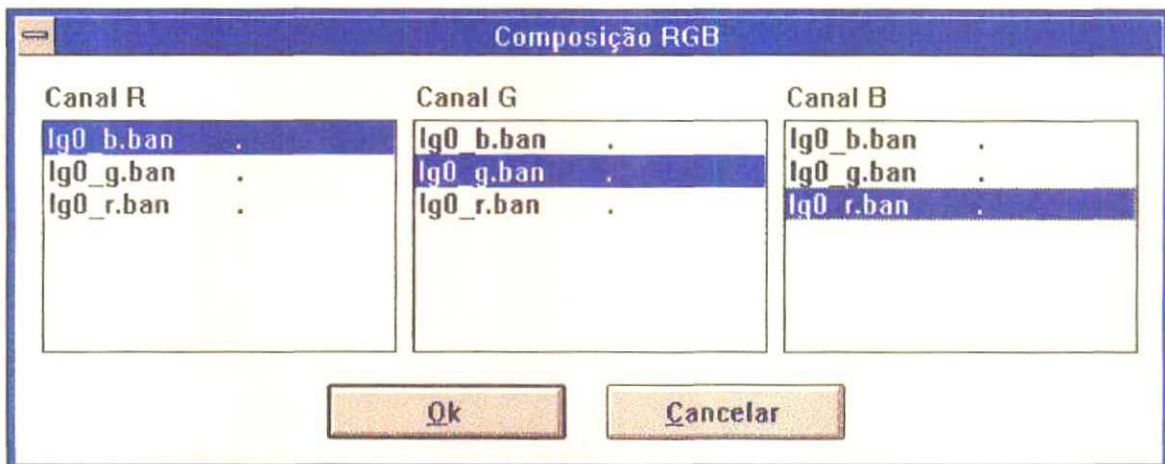 Composição RGB
Canal R
lg0_b.ban .
lg0_g.ban .
lg0_r.ban .
Canal G
lg0_b.ban .
lg0_g.ban .
lg0_r.ban .
Canal B
lg0_b.ban .
lg0_g.ban .
lg0_r.ban .
Ok
Cancelar